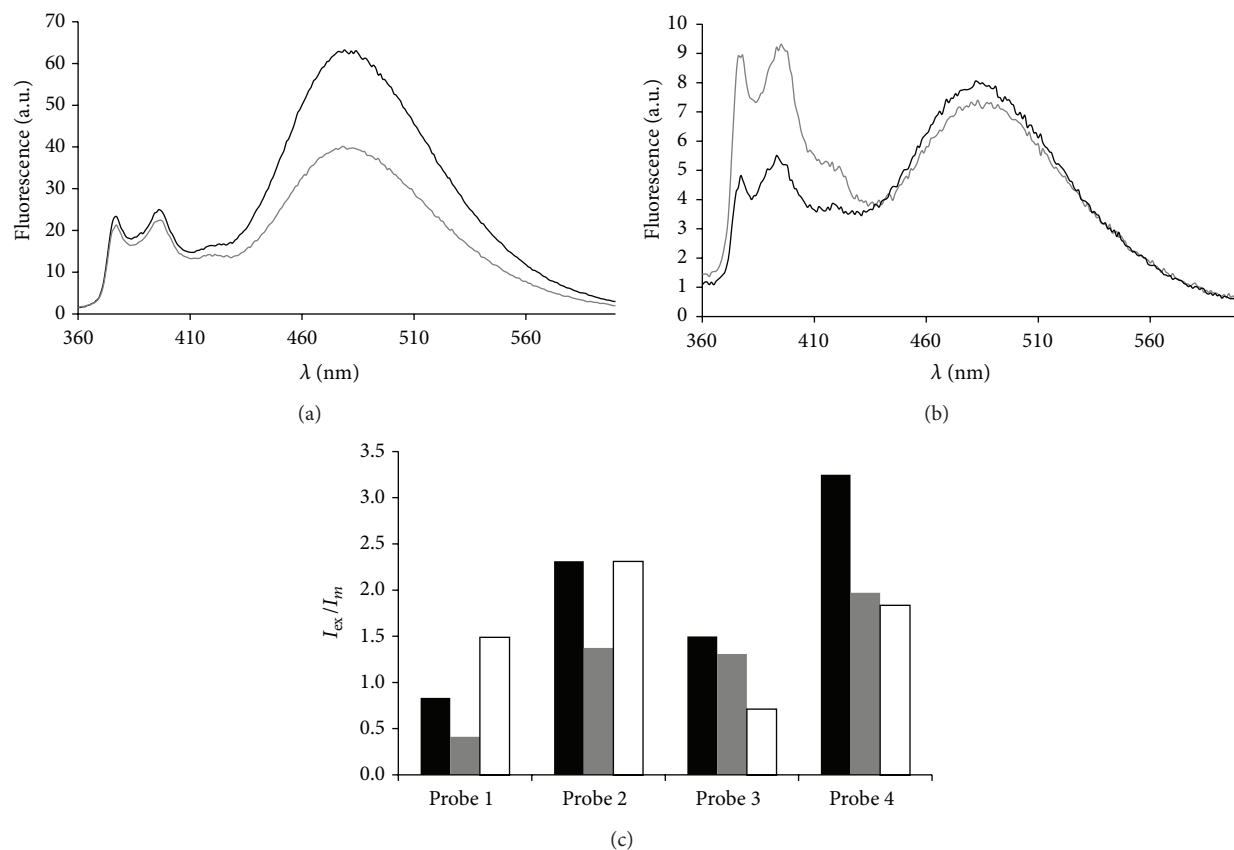 70
60
50
40
30
20
10
0
Fluorescence (a.u.)
360 410 460 510 560
λ (nm)
(a)
10
9
8
7
6
5
4
3
2
1
0
Fluorescence (a.u.)
360 410 460 510 560
λ (nm)
(b)
3.5
3.0
2.5
2.0
1.5
1.0
0.5
0.0
I_ex/I_m
Probe 1 Probe 2 Probe 3 Probe 4
(c)